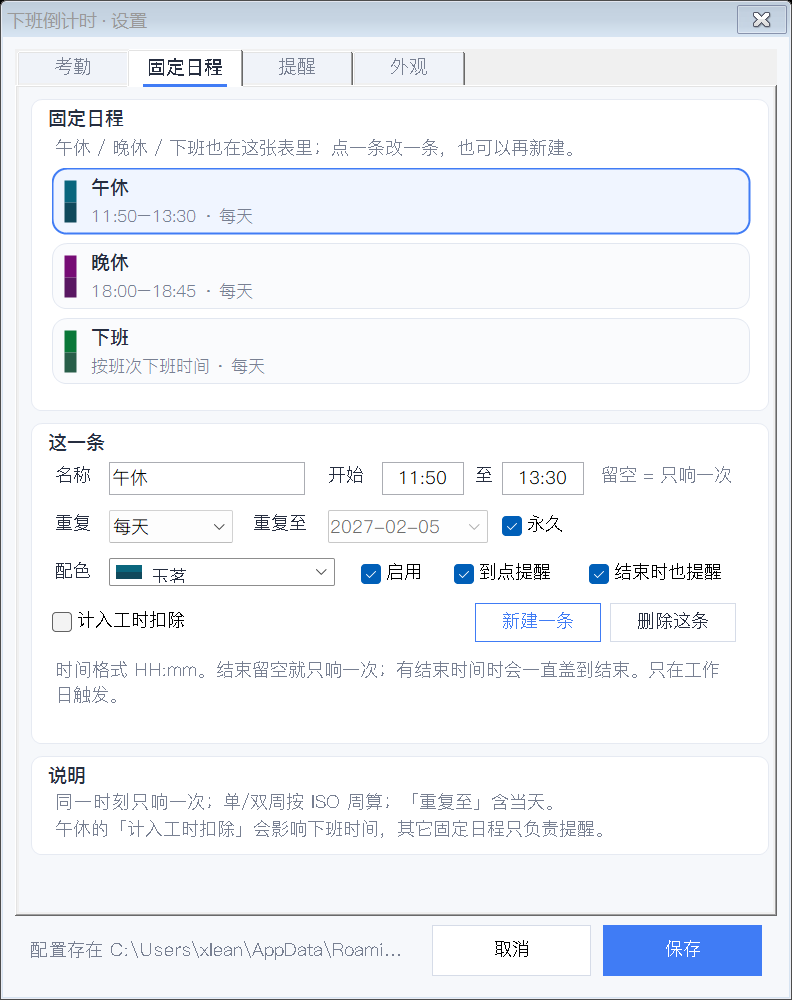 下班倒计时 · 设置
考勤 固定日程 提醒 外观
固定日程
午休 / 晚休 / 下班也在这张表里；点一条改一条，也可以再新建。
午休
11:50—13:30 · 每天
晚休
18:00—18:45 · 每天
下班
按班次下班时间 · 每天
这一条
名称 午休 开始 11:50 至 13:30 留空 = 只响一次
重复 每天 重复至 2027-02-05 永久
配色 玉茗 启用 到点提醒 结束时也提醒
计入工时扣除 新建一条 删除这条
时间格式 HH:mm。结束留空就只响一次；有结束时间时会一直盖到结束。只在工作
日触发。
说明
同一时刻只响一次；单/双周按 ISO 周算；「重复至」含当天。
午休的「计入工时扣除」会影响下班时间，其它固定日程只负责提醒。
配置存在 C:\Users\xlean\AppData\Roami... 取消 保存